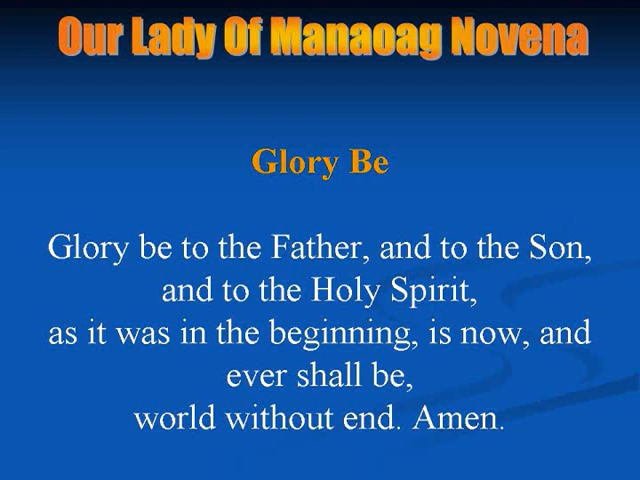 Our Lady Of Manaoag Novena
Glory Be
Glory be to the Father, and to the Son,
and to the Holy Spirit,
as it was in the beginning, is now, and
ever shall be,
world without end. Amen.